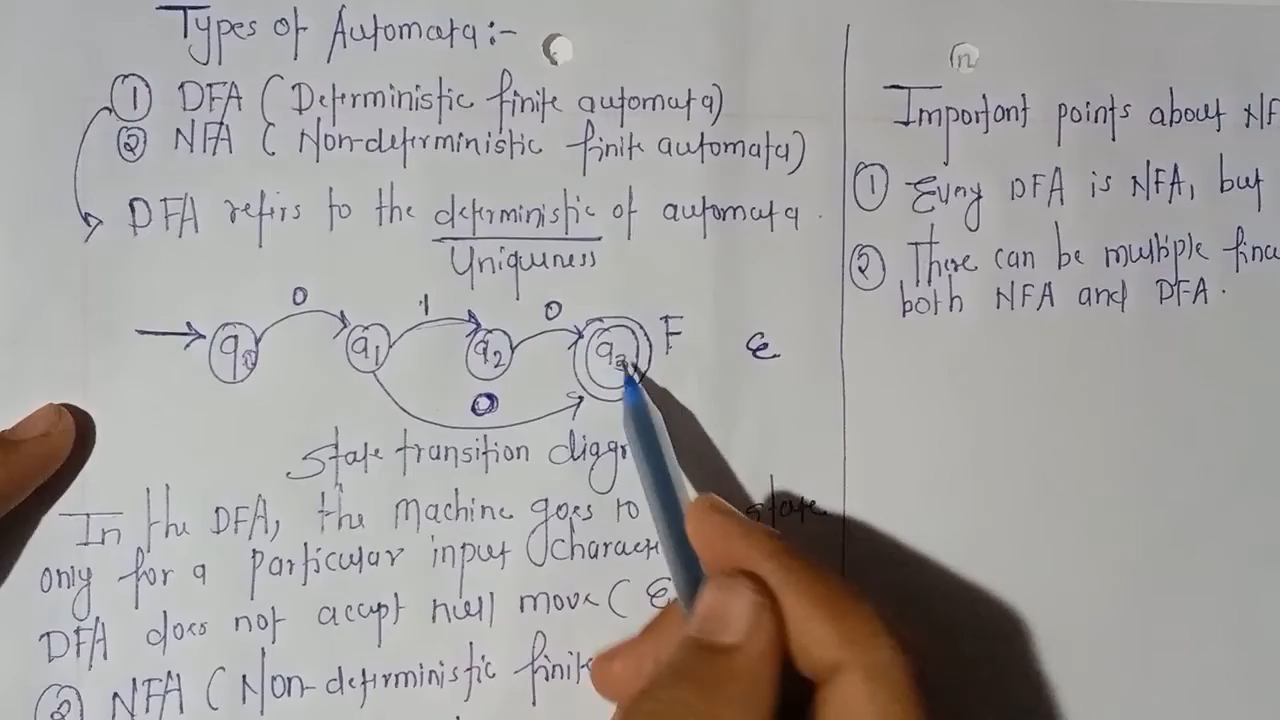 Types of Automata:-
① DFA ( Deterministic finite automata)
② NFA ( Non-deterministic finite automata)
DFA refers to the deterministic of automata.
Uniqueness
0 1 0
q0 q1 q2 q3 F ε
0
State transition
In the DFA, the machine goes to state
only for a particular input
DFA does not accept null move (
② NFA ( Non-deterministic finite
n
Important points about NF
① Every DFA is NFA, but
② There can be multiple
both NFA and DFA.